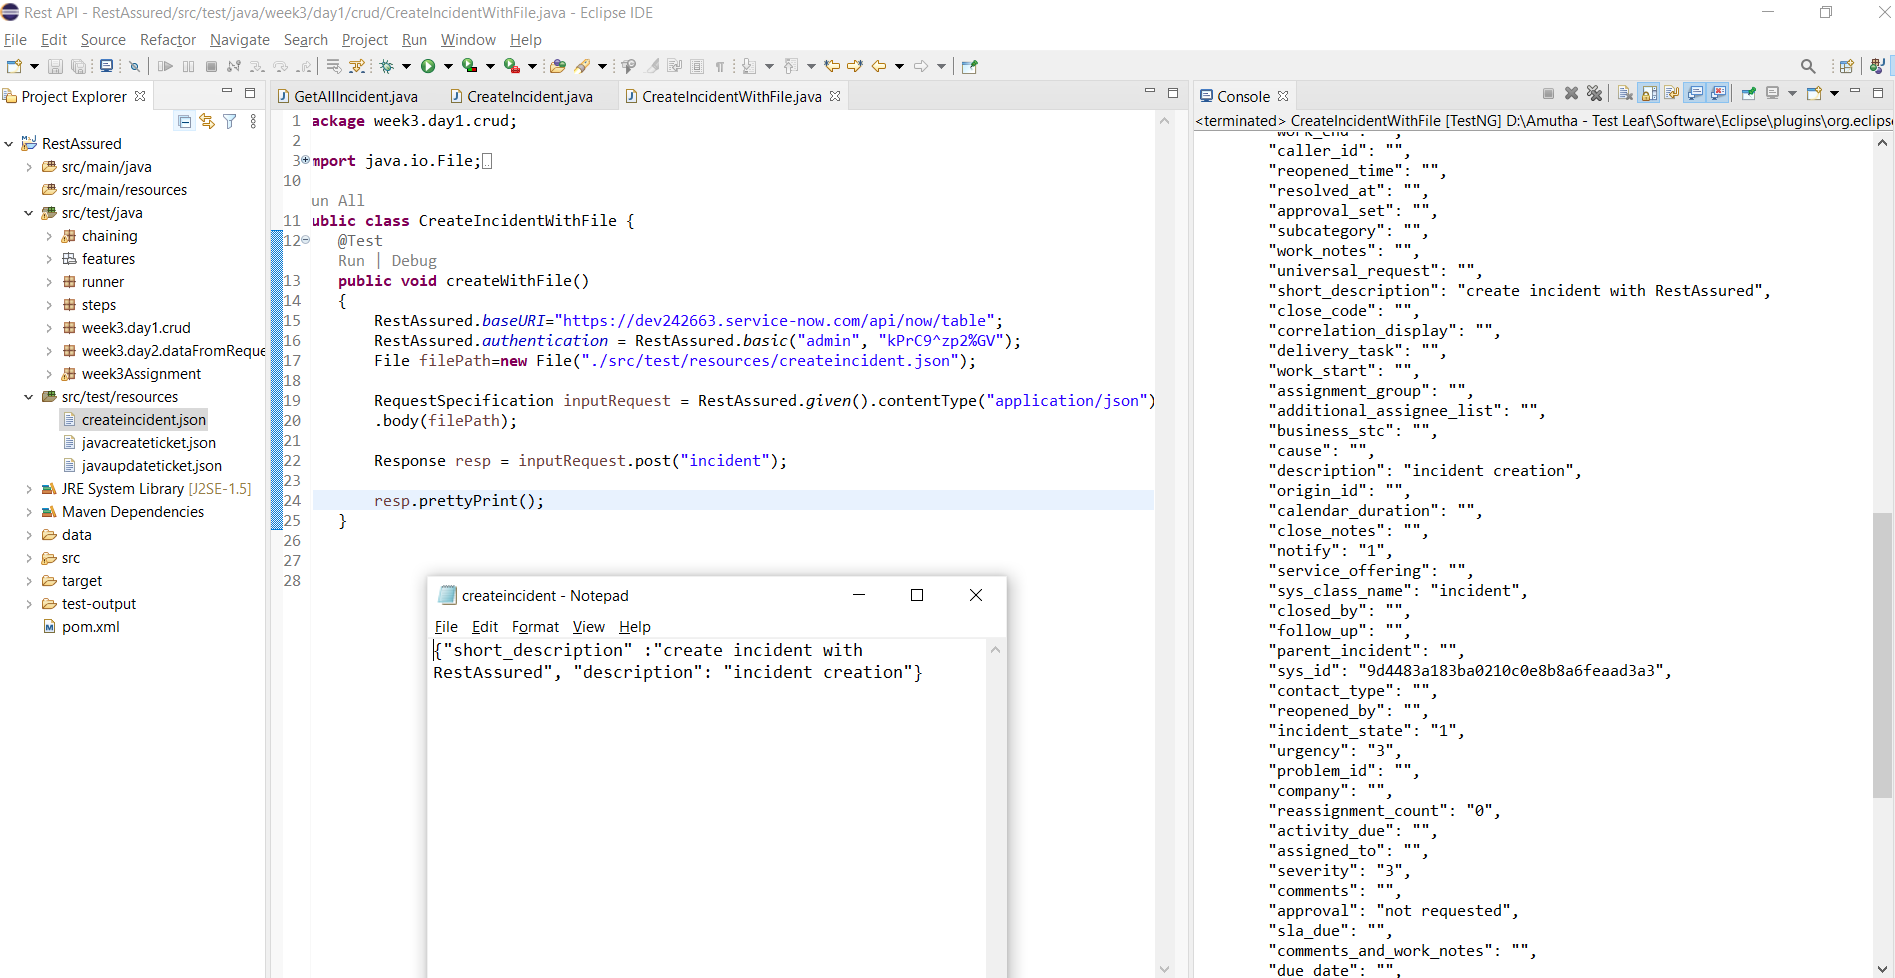 Rest API - RestAssured/src/test/java/week3/day1/crud/CreateIncidentWithFile.java - Eclipse IDE
File Edit Source Refactor Navigate Search Project Run Window Help
Project Explorer
RestAssured
src/main/java
src/main/resources
src/test/java
chaining
features
runner
steps
week3.day1.crud
week3.day2.dataFromReque
week3Assignment
src/test/resources
createincident.json
javacreateticket.json
javaupdateticket.json
JRE System Library [J2SE-1.5]
Maven Dependencies
data
src
target
test-output
pom.xml
GetAllIncident.java CreateIncident.java CreateIncidentWithFile.java
1 ackage week3.day1.crud;
2
3 mport java.io.File;
10
un All
11 ublic class CreateIncidentWithFile {
12 @Test
Run | Debug
13 public void createWithFile()
14 {
15 RestAssured.baseURI="https://dev242663.service-now.com/api/now/table";
16 RestAssured.authentication = RestAssured.basic("admin", "kPrC9^zp2%GV");
17 File filePath=new File("./src/test/resources/createincident.json");
18
19 RequestSpecification inputRequest = RestAssured.given().contentType("application/json")
20 .body(filePath);
21
22 Response resp = inputRequest.post("incident");
23
24 resp.prettyPrint();
25 }
26
27
28
createincident - Notepad
File Edit Format View Help
{"short_description" :"create incident with
RestAssured", "description": "incident creation"}
Console
<terminated> CreateIncidentWithFile [TestNG] D:\Amutha - Test Leaf\Software\Eclipse\plugins\org.eclips
"work_end": "",
"caller_id": "",
"reopened_time": "",
"resolved_at": "",
"approval_set": "",
"subcategory": "",
"work_notes": "",
"universal_request": "",
"short_description": "create incident with RestAssured",
"close_code": "",
"correlation_display": "",
"delivery_task": "",
"work_start": "",
"assignment_group": "",
"additional_assignee_list": "",
"business_stc": "",
"cause": "",
"description": "incident creation",
"origin_id": "",
"calendar_duration": "",
"close_notes": "",
"notify": "1",
"service_offering": "",
"sys_class_name": "incident",
"closed_by": "",
"follow_up": "",
"parent_incident": "",
"sys_id": "9d4483a183ba0210c0e8b8a6feaad3a3",
"contact_type": "",
"reopened_by": "",
"incident_state": "1",
"urgency": "3",
"problem_id": "",
"company": "",
"reassignment_count": "0",
"activity_due": "",
"assigned_to": "",
"severity": "3",
"comments": "",
"approval": "not requested",
"sla_due": "",
"comments_and_work_notes": "",
"due_date": "",